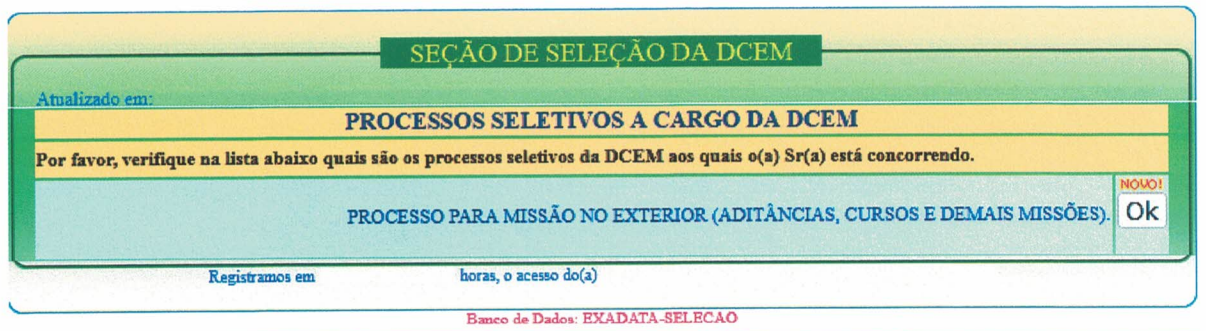 SEÇÃO DE SELEÇÃO DA DCEM
Atualizado em:
PROCESSOS SELETIVOS A CARGO DA DCEM
Por favor, verifique na lista abaixo quais são os processos seletivos da DCEM aos quais o(a) Sr(a) está concorrendo.
NOVO!
PROCESSO PARA MISSÃO NO EXTERIOR (ADITÂNCIAS, CURSOS E DEMAIS MISSÕES). Ok
Registramos em horas, o acesso do(a)
Banco de Dados: EXADATA-SELECAO